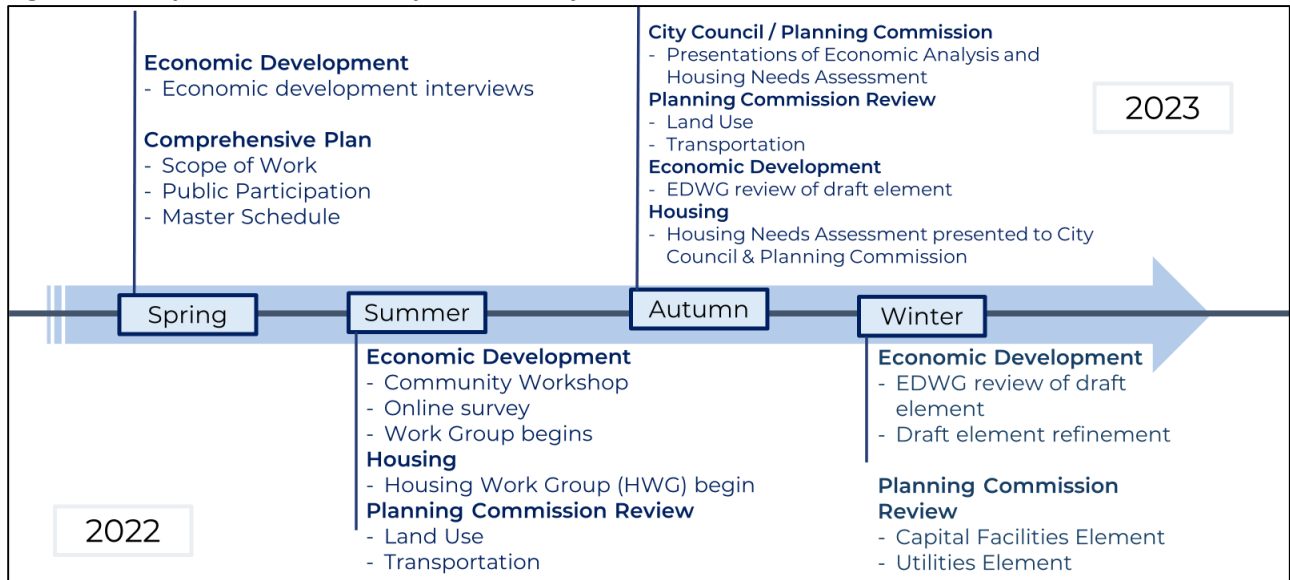 Economic Development
- Economic development interviews
Comprehensive Plan
- Scope of Work
- Public Participation
- Master Schedule
City Council / Planning Commission
- Presentations of Economic Analysis and
Housing Needs Assessment
Planning Commission Review
- Land Use
- Transportation
Economic Development
- EDWG review of draft element
Housing
- Housing Needs Assessment presented to City
Council & Planning Commission
2023
Spring
Summer
Autumn
Winter
Economic Development
- Community Workshop
- Online survey
- Work Group begins
Housing
- Housing Work Group (HWG) begin
Planning Commission Review
- Land Use
- Transportation
Economic Development
- EDWG review of draft
element
- Draft element refinement
Planning Commission
Review
- Capital Facilities Element
- Utilities Element
2022